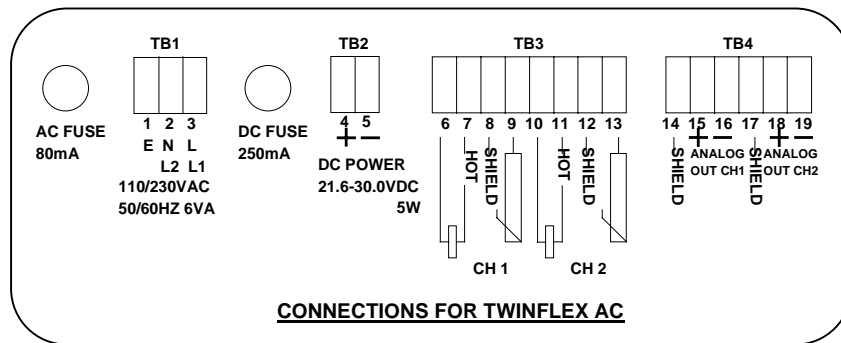 TB1 TB2 TB3 TB4
1 2 3 4 5 6 7 8 9 10 11 12 13 14 15 16 17 18 19
AC FUSE
80mA
E N L
L2 L1
110/230VAC
50/60HZ 6VA
DC FUSE
250mA
+ −
DC POWER
21.6-30.0VDC
5W
HOT
SHIELD
HOT
SHIELD
CH 1
CH 2
SHIELD
+ −
ANALOG
OUT CH1
SHIELD
+ −
ANALOG
OUT CH2
CONNECTIONS FOR TWINFLEX AC